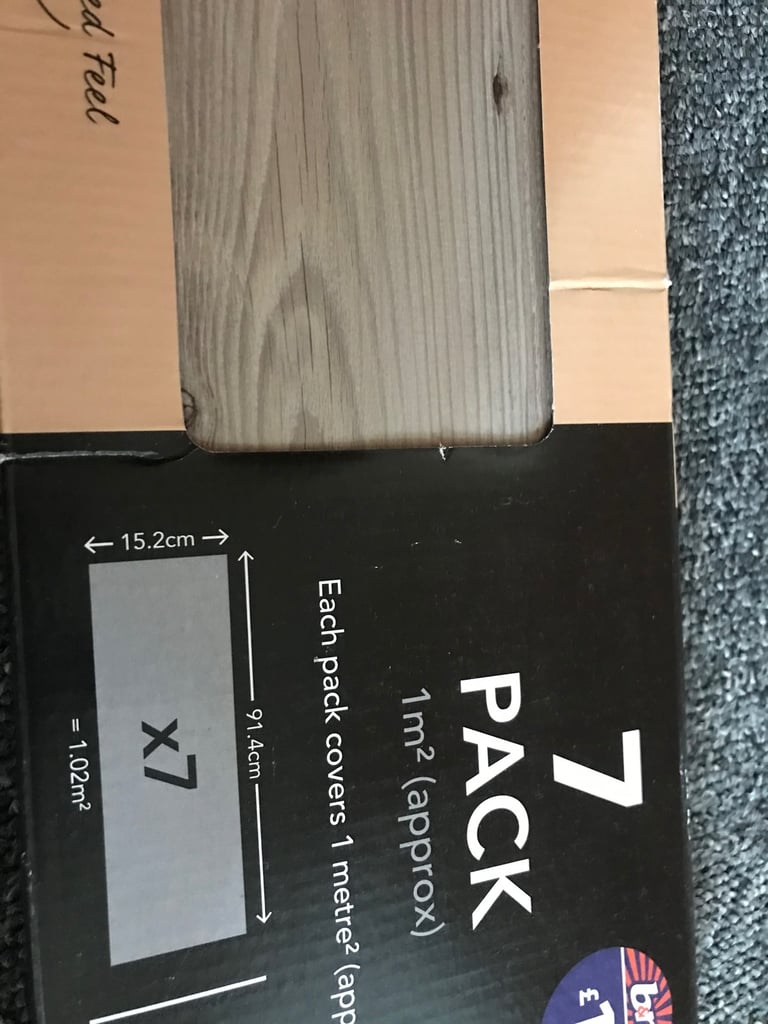 ed Feel
7
PACK
1m² (approx)
Each pack covers 1 metre² (app
91.4cm
15.2cm
x7
= 1.02m²
£1